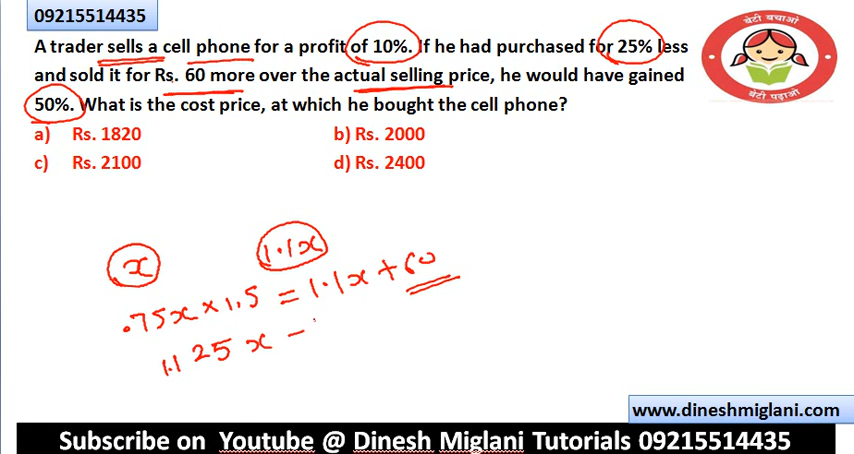 09215514435
A trader sells a cell phone for a profit of 10%. If he had purchased for 25% less
and sold it for Rs. 60 more over the actual selling price, he would have gained
50%. What is the cost price, at which he bought the cell phone?
a) Rs. 1820 b) Rs. 2000
c) Rs. 2100 d) Rs. 2400
बेटी बचाओ
बेटी पढ़ाओ
x 1.1x
.75x × 1.5 = 1.1x + 60
1.125x -
www.dineshmiglani.com
Subscribe on Youtube @ Dinesh Miglani Tutorials 09215514435